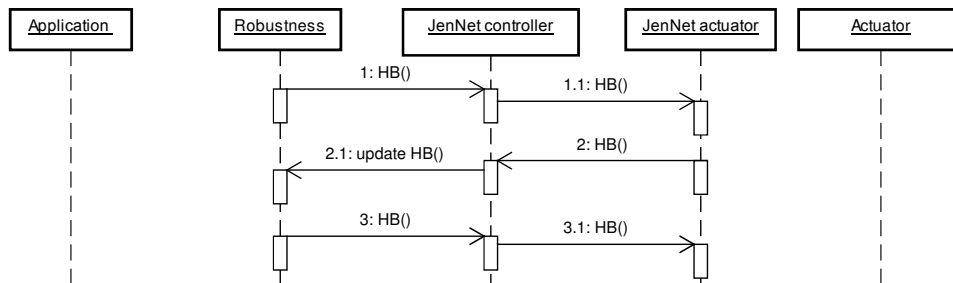 Application
Robustness
JenNet controller
JenNet actuator
Actuator
1: HB()
1.1: HB()
2: HB()
2.1: update HB()
3: HB()
3.1: HB()